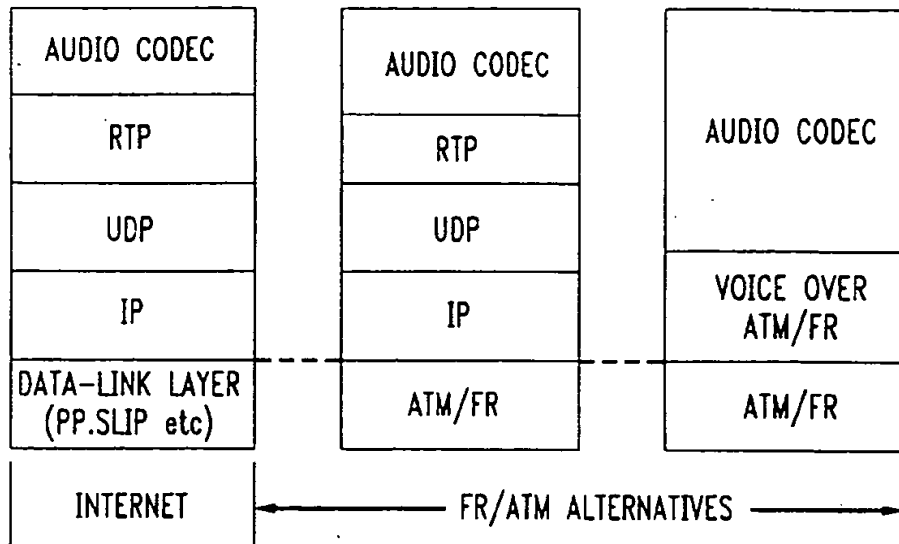 AUDIO CODEC
RTP
UDP
IP
DATA-LINK LAYER
(PP.SLIP etc)
INTERNET
AUDIO CODEC
RTP
UDP
IP
ATM/FR
AUDIO CODEC
VOICE OVER
ATM/FR
ATM/FR
FR/ATM ALTERNATIVES